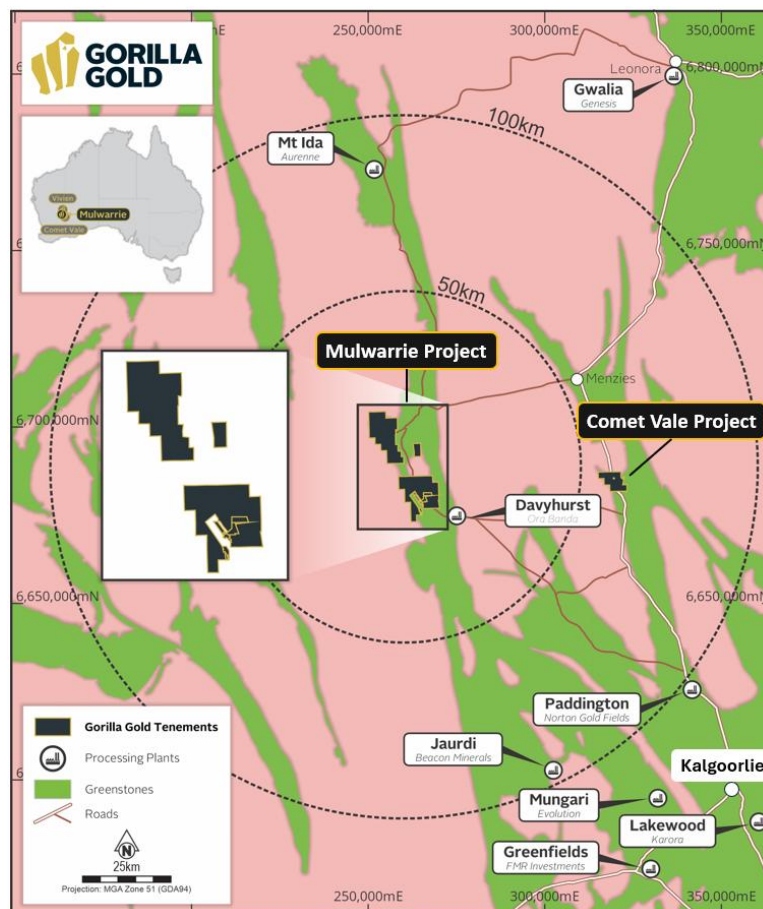 GORILLA
GOLD
250,000mE
300,000mE
350,000mE
Leonora
6,800,000mN
Gwalia
Genesis
100km
Mt Ida
Aurenne
Vivien
Mulwarrie
Comet Vale
6,750,000mN
50km
Mulwarrie Project
Menzies
6,700,000mN
6,700,000mN
Comet Vale Project
Davyhurst
Ora Banda
6,650,000mN
6,650,000mN
Paddington
Norton Gold Fields
Gorilla Gold Tenements
Processing Plants
Greenstones
Roads
N
25km
Projection: MGA Zone 51 (GDA94)
Jaurdi
Beacon Minerals
Kalgoorlie
Mungari
Evolution
Lakewood
Karora
Greenfields
FMR Investments
250,000mE
300,000mE
350,000mE